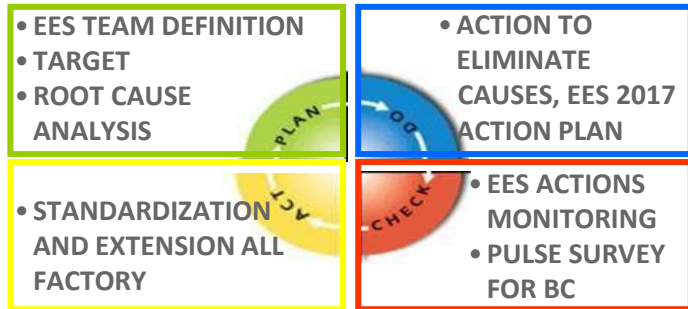 • EES TEAM DEFINITION
• TARGET
• ROOT CAUSE
ANALYSIS
• ACTION TO
ELIMINATE
CAUSES, EES 2017
ACTION PLAN
PLAN
DO
ACT
CHECK
• STANDARDIZATION
AND EXTENSION ALL
FACTORY
• EES ACTIONS
MONITORING
• PULSE SURVEY
FOR BC